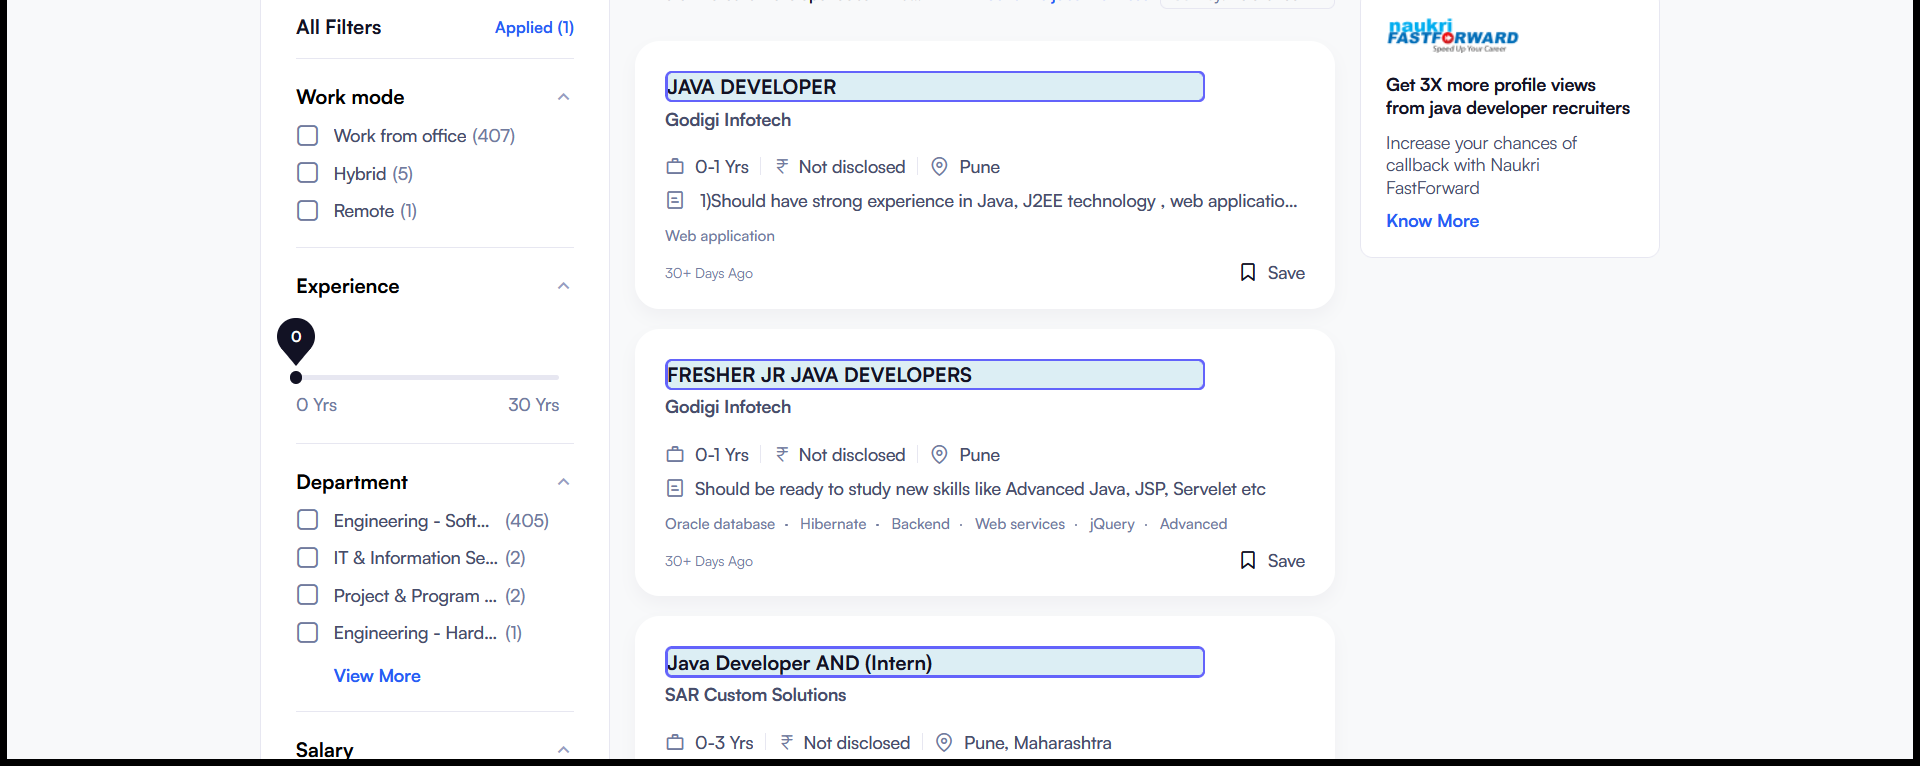 All Filters
Applied (1)
Work mode
Work from office (407)
Hybrid (5)
Remote (1)
Experience
0
0 Yrs
30 Yrs
Department
Engineering - Soft... (405)
IT & Information Se... (2)
Project & Program ... (2)
Engineering - Hard... (1)
View More
Salary
JAVA DEVELOPER
Godigi Infotech
0-1 Yrs
₹ Not disclosed
Pune
1)Should have strong experience in Java, J2EE technology , web applicatio...
Web application
30+ Days Ago
Save
FRESHER JR JAVA DEVELOPERS
Godigi Infotech
0-1 Yrs
₹ Not disclosed
Pune
Should be ready to study new skills like Advanced Java, JSP, Servelet etc
Oracle database · Hibernate · Backend · Web services · jQuery · Advanced
30+ Days Ago
Save
Java Developer AND (Intern)
SAR Custom Solutions
0-3 Yrs
₹ Not disclosed
Pune, Maharashtra
naukri
FASTFORWARD
Speed Up Your Career
Get 3X more profile views
from java developer recruiters
Increase your chances of
callback with Naukri
FastForward
Know More